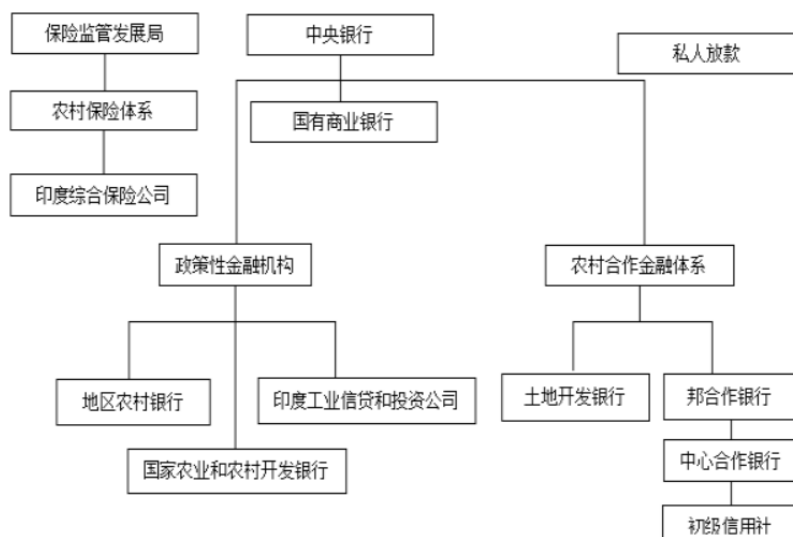 保险监管发展局
中央银行
私人放款
农村保险体系
国有商业银行
印度综合保险公司
政策性金融机构
农村合作金融体系
地区农村银行
印度工业信贷和投资公司
土地开发银行
邦合作银行
国家农业和农村开发银行
中心合作银行
初级信用社